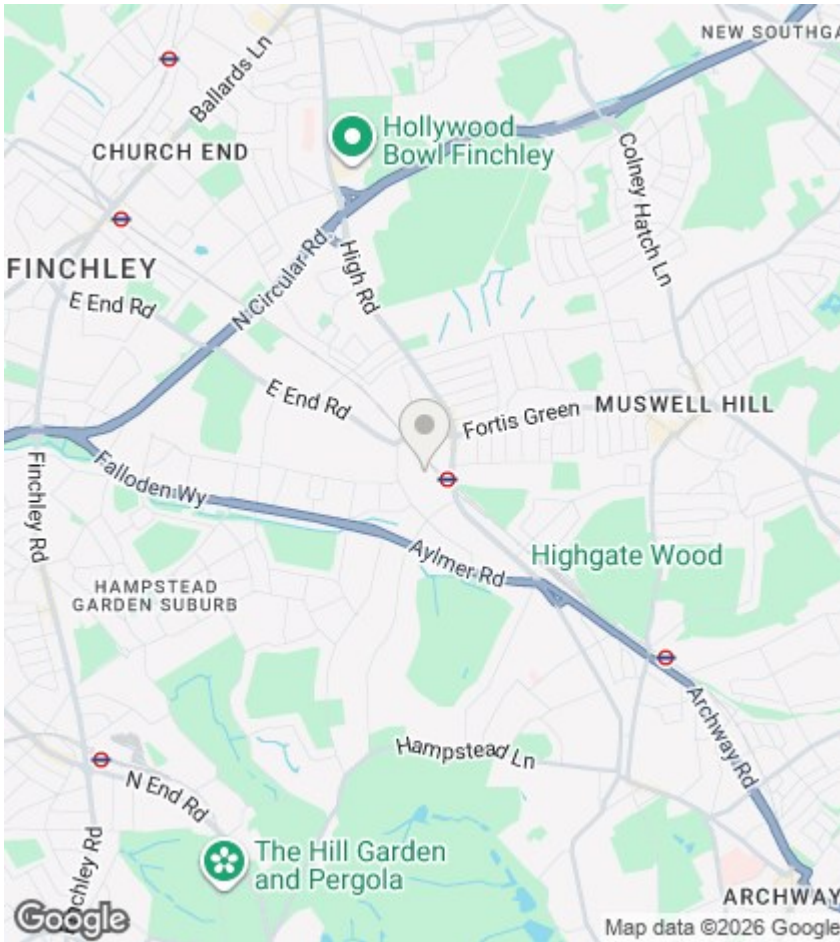 NEW SOUTHGA
Ballards Ln
Hollywood
Bowl Finchley
CHURCH END
Colney Hatch Ln
FINCHLEY
N Circular Rd
High Rd
E End Rd
E End Rd
Fortis Green
MUSWELL HILL
Falloden Wy
Finchley Rd
Aylmer Rd
Highgate Wood
HAMPSTEAD
GARDEN SUBURB
Archway Rd
Hampstead Ln
N End Rd
The Hill Garden
and Pergola
Finchley Rd
ARCHWAY
Google
Map data ©2026 Google